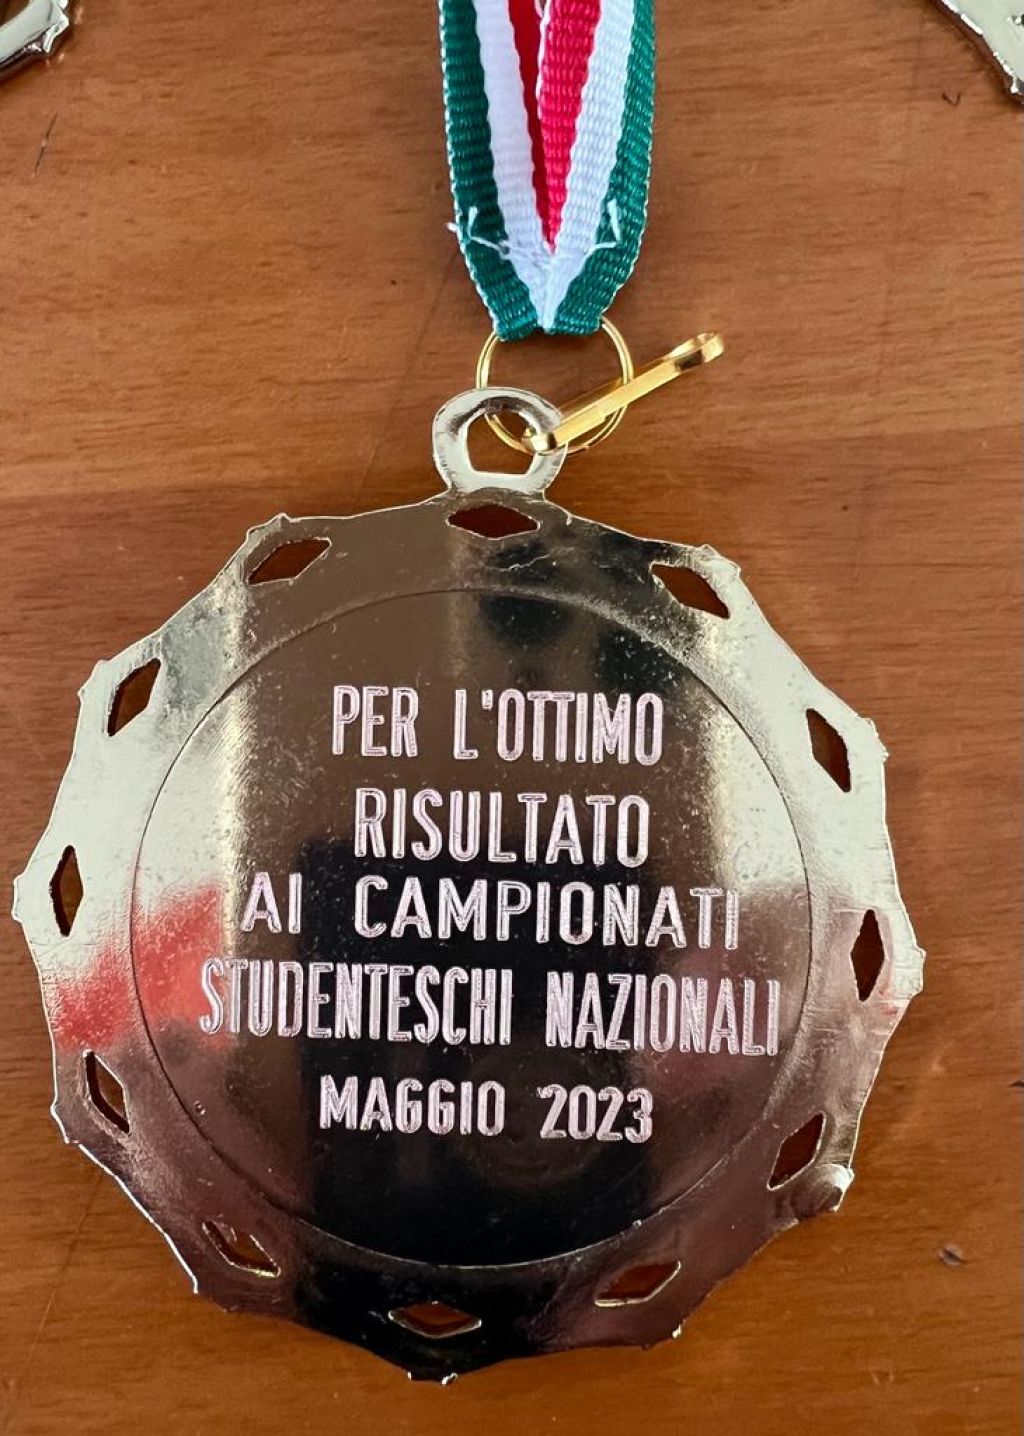 PER L'OTTIMO
RISULTATO
AI CAMPIONATI
STUDENTESCHI NAZIONALI
MAGGIO 2023